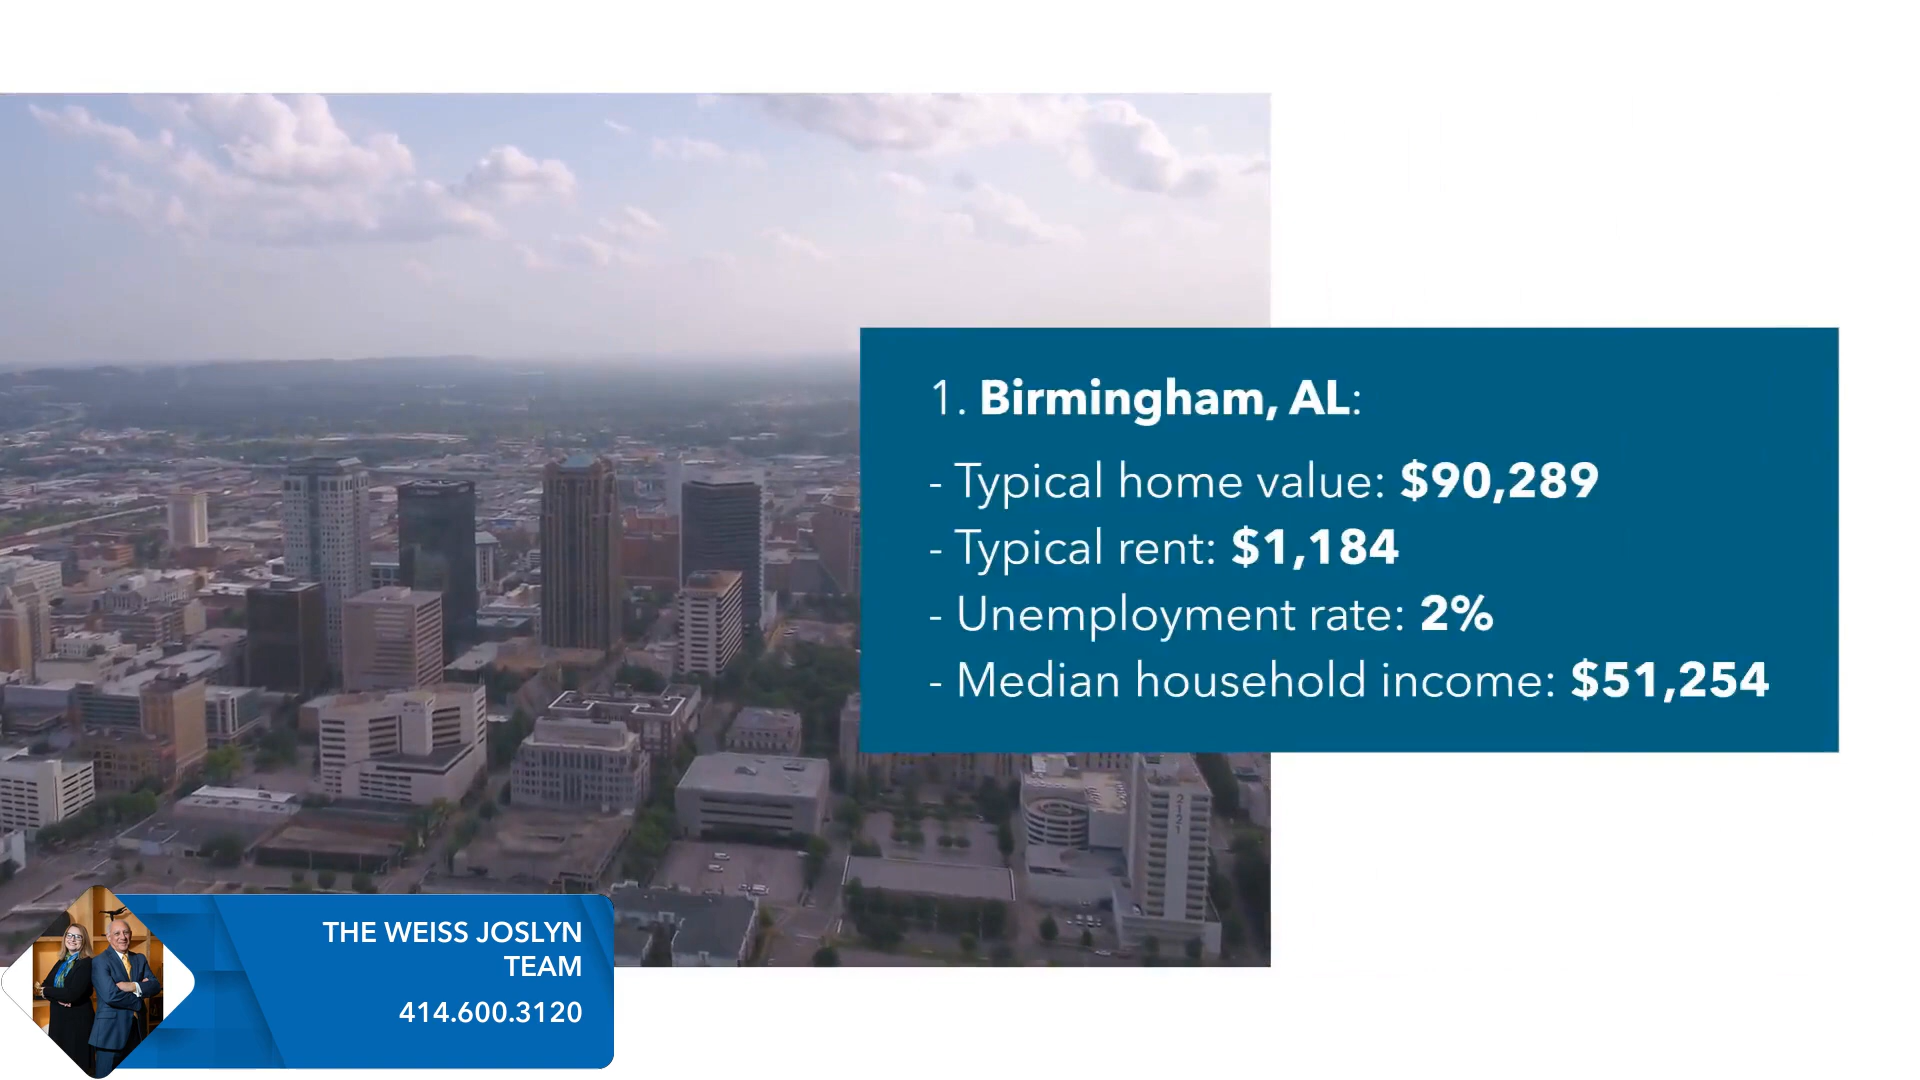 1. Birmingham, AL:
- Typical home value: $90,289
- Typical rent: $1,184
- Unemployment rate: 2%
- Median household income: $51,254
2121
THE WEISS JOSLYN
TEAM
414.600.3120